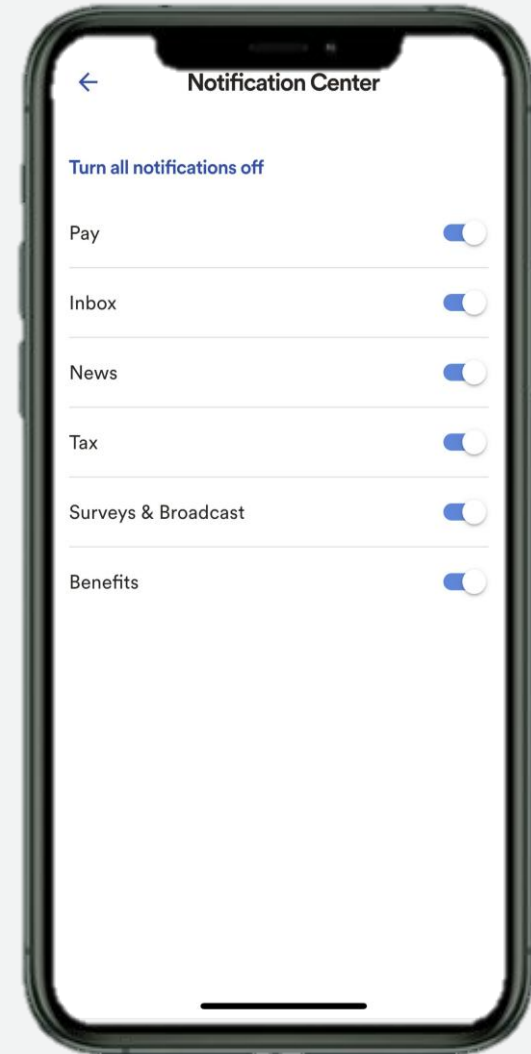 Notification Center
Turn all notifications off
Pay
Inbox
News
Tax
Surveys & Broadcast
Benefits